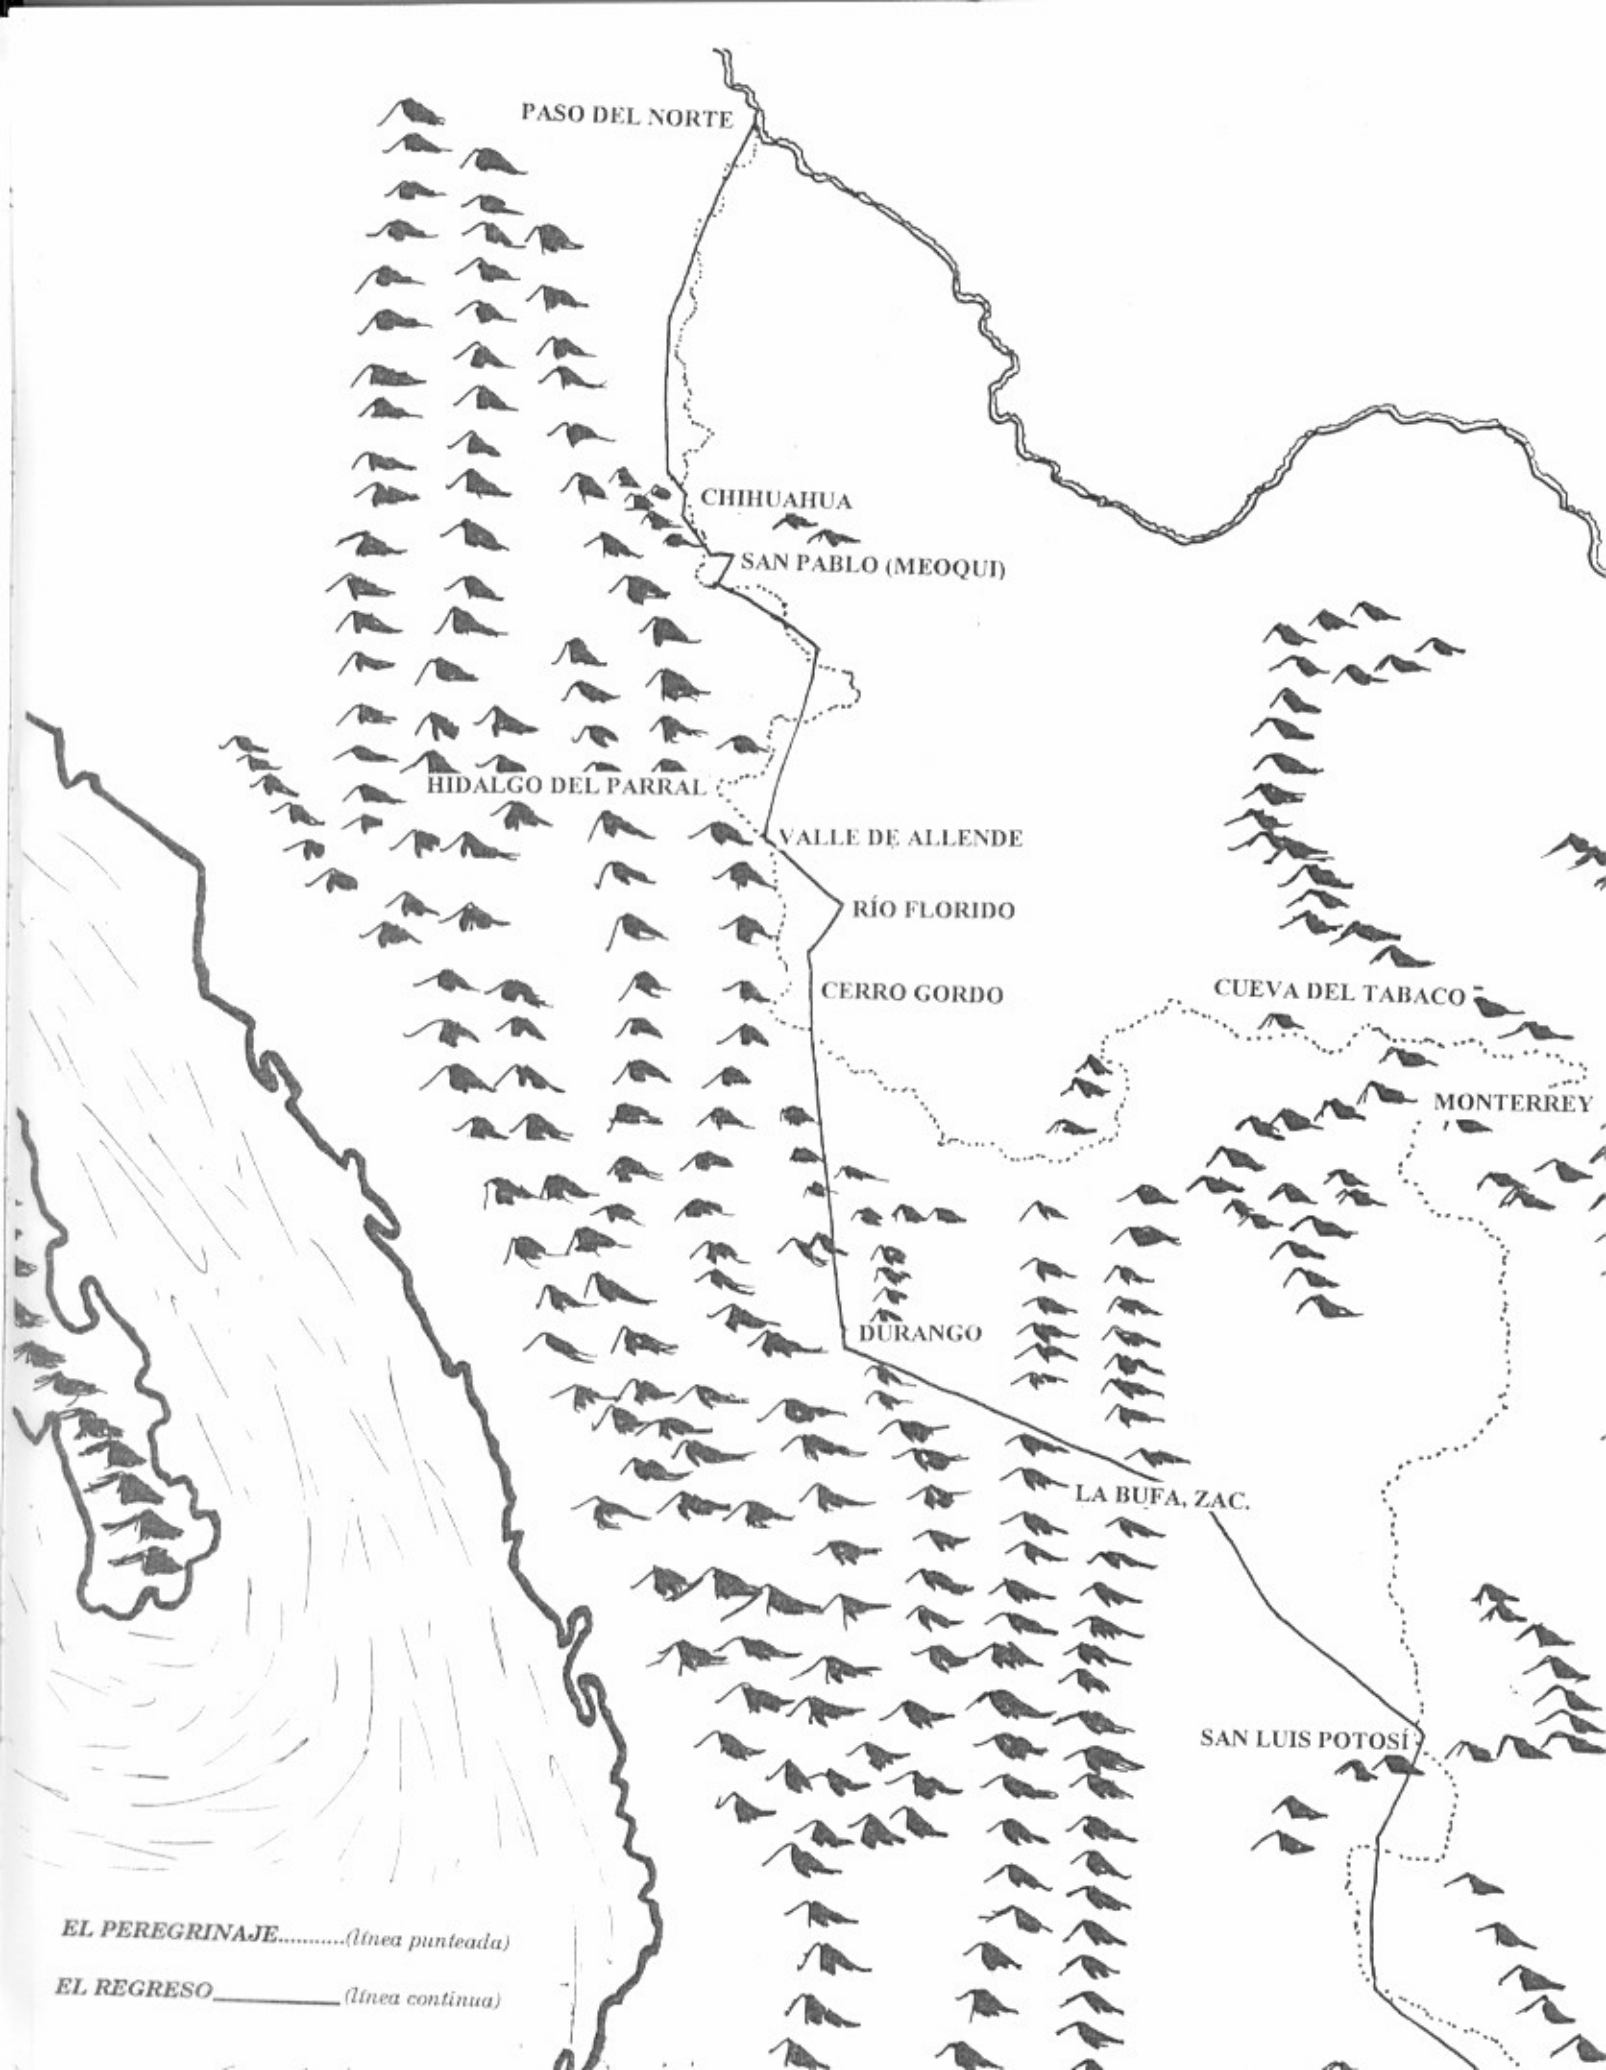 PASO DEL NORTE
CHIHUAHUA
SAN PABLO (MEOQUI)
HIDALGO DEL PARRAL
VALLE DE ALLENDE
RÍO FLORIDO
CERRO GORDO
CUEVA DEL TABACO
MONTERREY
DURANGO
LA BUFA, ZAC.
SAN LUIS POTOSÍ
EL PEREGRINAJE...........(línea punteada)
EL REGRESO__________(línea continua)